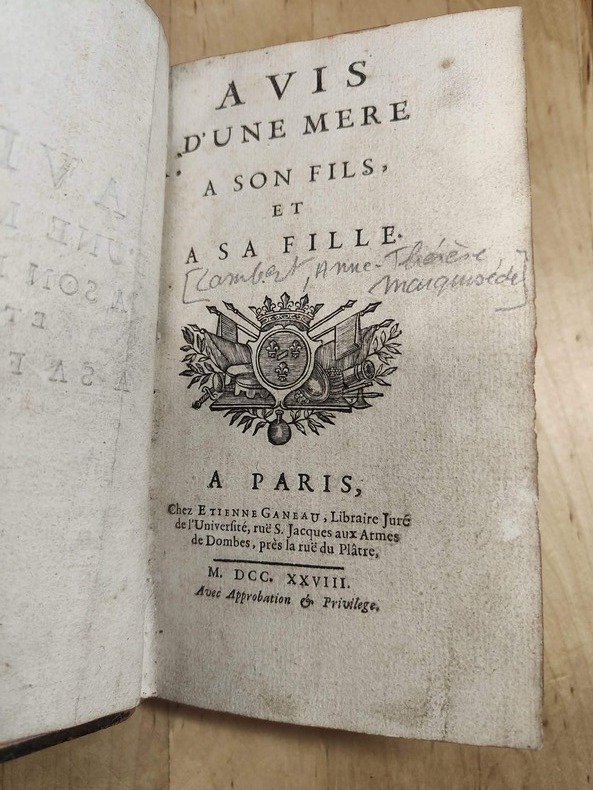 AVIS
D'UNE MERE
A SON FILS,
ET
A SA FILLE.
[Lambert, Anne-Thérèse
marquise de]
A PARIS,
Chez ETIENNE GANEAU, Libraire Juré
de l'Université, ruë S. Jacques aux Armes
de Dombes, près la ruë du Plâtre.
M. DCC. XXVIII.
Avec Approbation & Privilege.